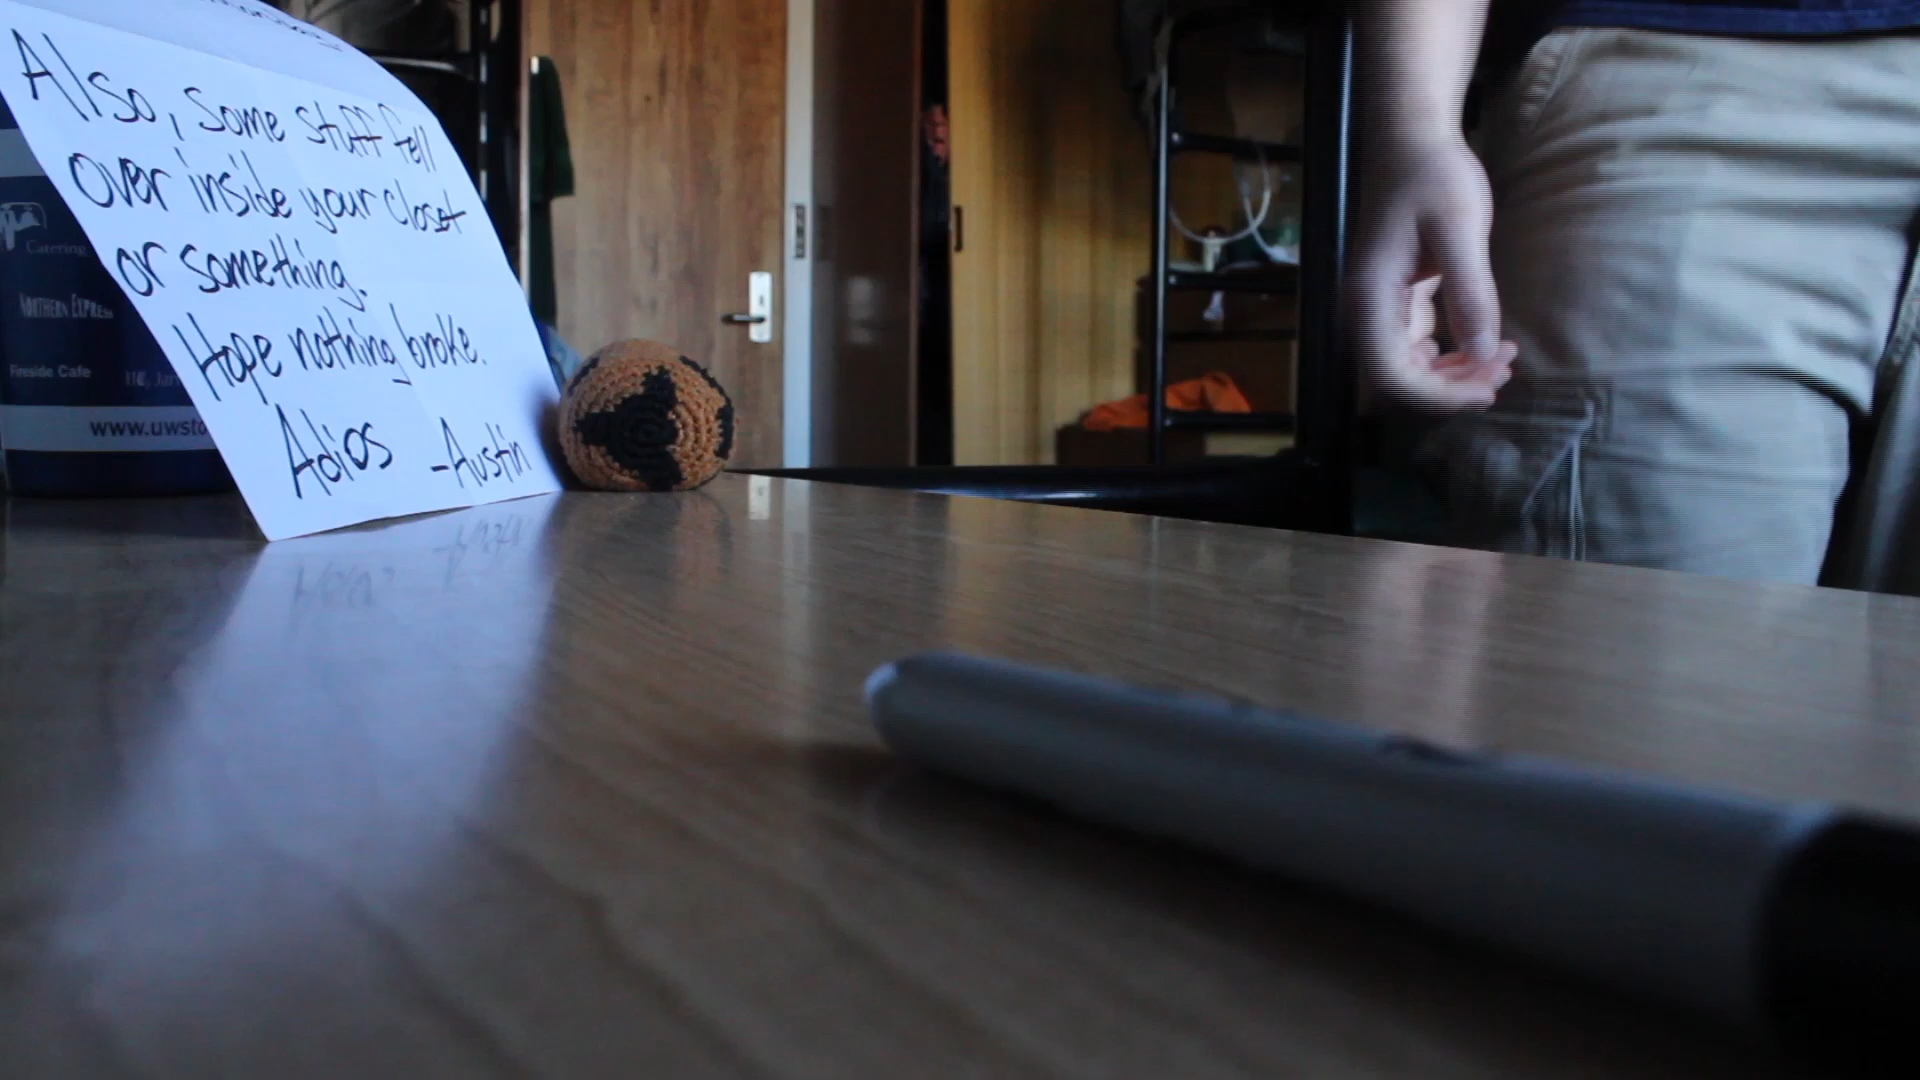 Also, some stuff fell
over inside your closet
or something.
Hope nothing broke.
Adios -Austin
Catering
NORTHERN EXPRESS
Fireside Cafe
www.uwsto